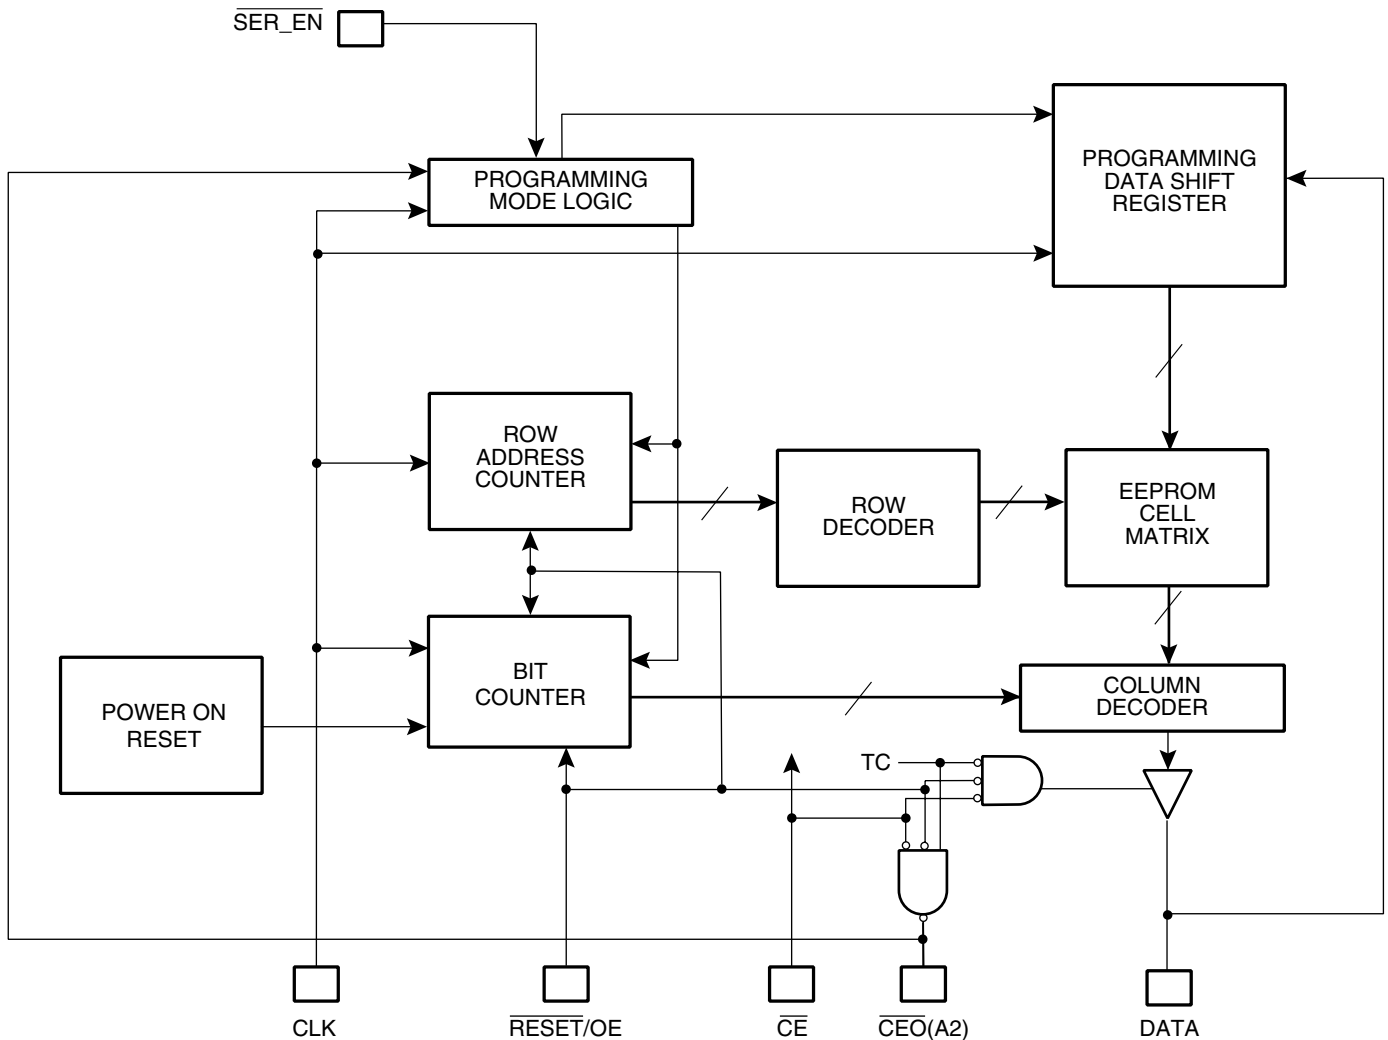 SER_EN
PROGRAMMING
MODE LOGIC
PROGRAMMING
DATA SHIFT
REGISTER
ROW
ADDRESS
COUNTER
ROW
DECODER
EEPROM
CELL
MATRIX
BIT
COUNTER
POWER ON
RESET
COLUMN
DECODER
TC
CLK
RESET/OE
CE
CEO(A2)
DATA